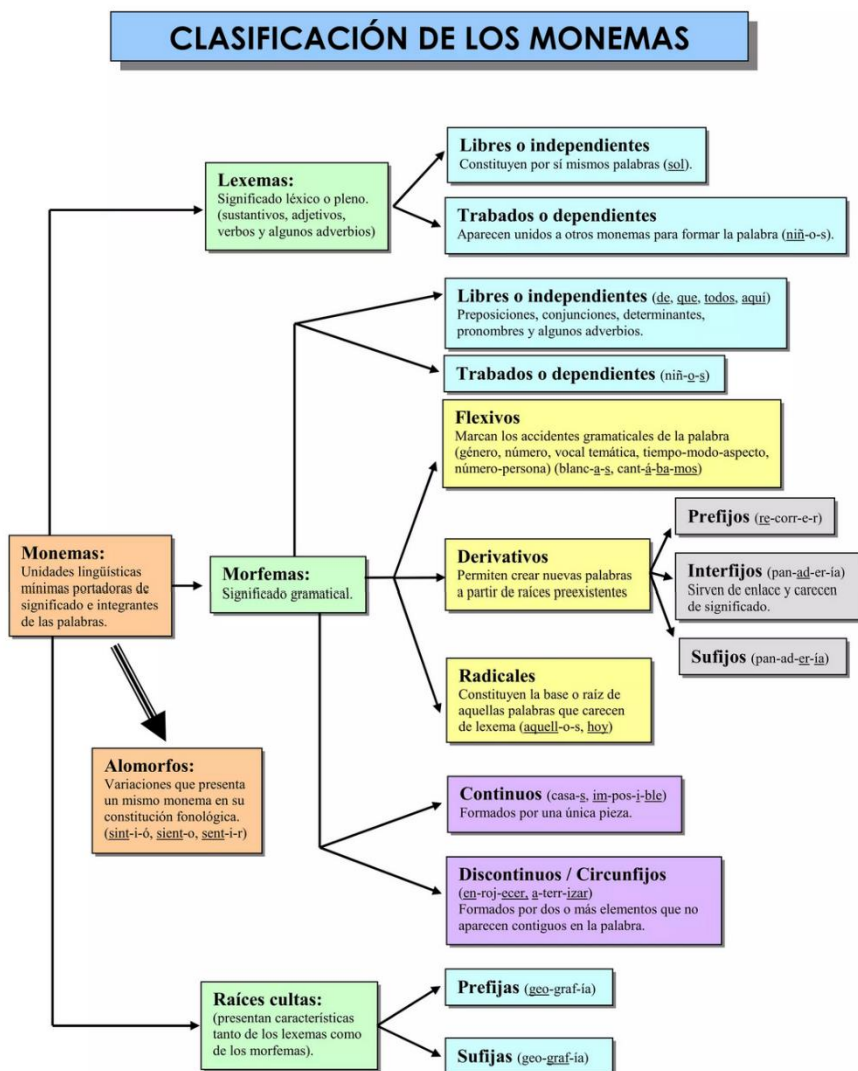 CLASIFICACIÓN DE LOS MONEMAS
Lexemas:
Significado léxico o pleno.
(sustantivos, adjetivos,
verbos y algunos adverbios)
Libres o independientes
Constituyen por sí mismos palabras (sol).
Trabados o dependientes
Aparecen unidos a otros monemas para formar la palabra (niñ-o-s).
Libres o independientes (de, que, todos, aquí)
Preposiciones, conjunciones, determinantes,
pronombres y algunos adverbios.
Trabados o dependientes (niñ-o-s)
Flexivos
Marcan los accidentes gramaticales de la palabra
(género, número, vocal temática, tiempo-modo-aspecto,
número-persona) (blanc-a-s, cant-á-ba-mos)
Monemas:
Unidades lingüísticas
mínimas portadoras de
significado e integrantes
de las palabras.
Morfemas:
Significado gramatical.
Derivativos
Permiten crear nuevas palabras
a partir de raíces preexistentes
Prefijos (re-corr-e-r)
Interfijos (pan-ad-er-ía)
Sirven de enlace y carecen
de significado.
Sufijos (pan-ad-er-ía)
Radicales
Constituyen la base o raíz de
aquellas palabras que carecen
de lexema (aquell-o-s, hoy)
Alomorfos:
Variaciones que presenta
un mismo monema en su
constitución fonológica.
(sint-i-ó, sient-o, sent-i-r)
Continuos (casa-s, im-pos-i-ble)
Formados por una única pieza.
Discontinuos / Circunfijos
(en-roj-ecer, a-terr-izar)
Formados por dos o más elementos que no
aparecen contiguos en la palabra.
Raíces cultas:
(presentan características
tanto de los lexemas como
de los morfemas).
Prefijas (geo-graf-ía)
Sufijas (geo-graf-ía)